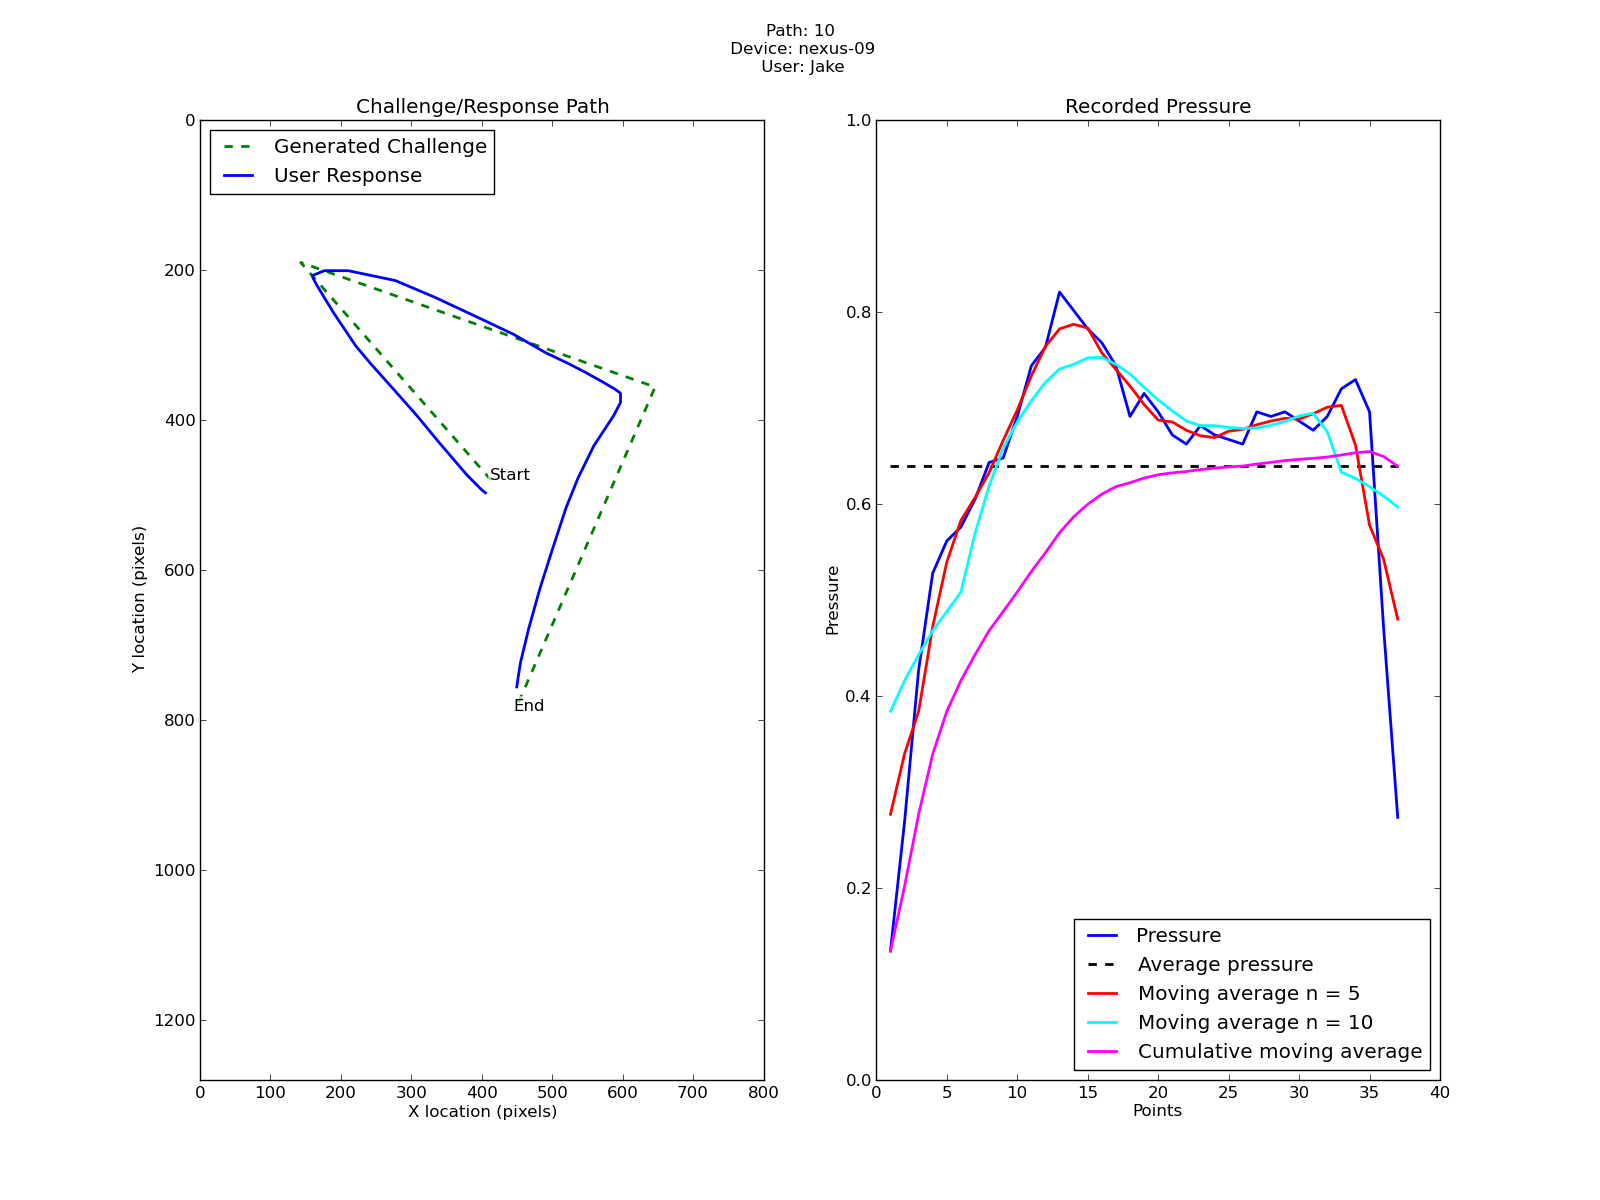 Path: 10
Device: nexus-09
User: Jake
Challenge/Response Path
Generated Challenge
User Response
Start
End
0
200
400
600
800
1000
1200
Y location (pixels)
0 100 200 300 400 500 600 700 800
X location (pixels)
Recorded Pressure
1.0
0.8
0.6
0.4
0.2
0.0
Pressure
Pressure
Average pressure
Moving average n = 5
Moving average n = 10
Cumulative moving average
0 5 10 15 20 25 30 35 40
Points